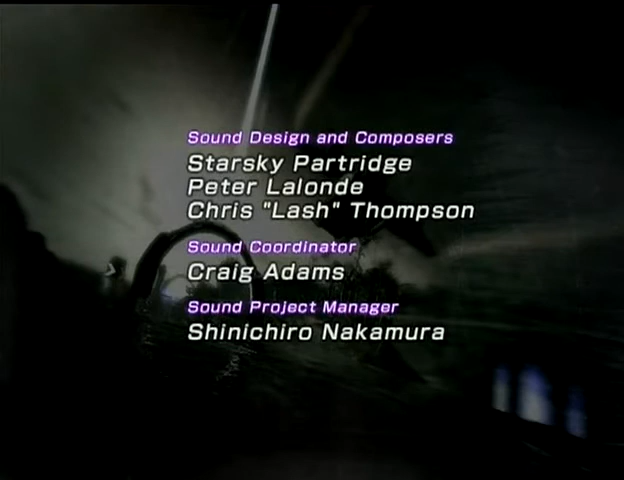 Sound Design and Composers
Starsky Partridge
Peter Lalonde
Chris "Lash" Thompson
Sound Coordinator
Craig Adams
Sound Project Manager
Shinichiro Nakamura